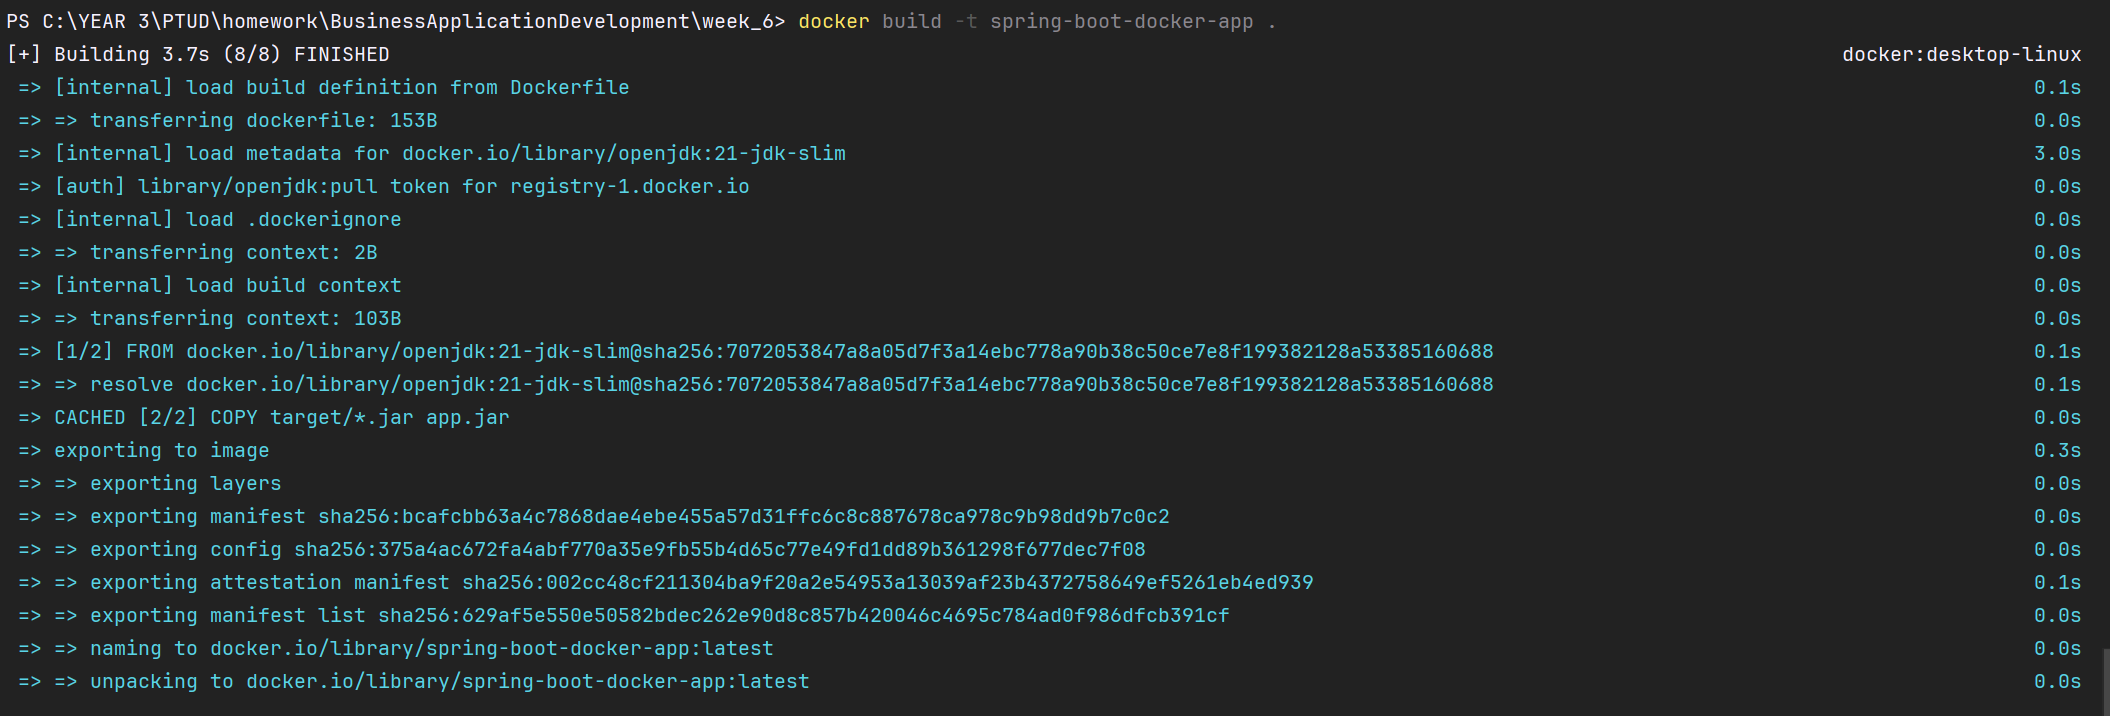 PS C:\YEAR 3\PTUD\homework\BusinessApplicationDevelopment\week_6> docker build -t spring-boot-docker-app .
[+] Building 3.7s (8/8) FINISHED docker:desktop-linux
=> [internal] load build definition from Dockerfile 0.1s
=> => transferring dockerfile: 153B 0.0s
=> [internal] load metadata for docker.io/library/openjdk:21-jdk-slim 3.0s
=> [auth] library/openjdk:pull token for registry-1.docker.io 0.0s
=> [internal] load .dockerignore 0.0s
=> => transferring context: 2B 0.0s
=> [internal] load build context 0.0s
=> => transferring context: 103B 0.0s
=> [1/2] FROM docker.io/library/openjdk:21-jdk-slim@sha256:7072053847a8a05d7f3a14ebc778a90b38c50ce7e8f199382128a53385160688 0.1s
=> => resolve docker.io/library/openjdk:21-jdk-slim@sha256:7072053847a8a05d7f3a14ebc778a90b38c50ce7e8f199382128a53385160688 0.1s
=> CACHED [2/2] COPY target/*.jar app.jar 0.0s
=> exporting to image 0.3s
=> => exporting layers 0.0s
=> => exporting manifest sha256:bcafcbb63a4c7868dae4ebe455a57d31ffc6c8c887678ca978c9b98dd9b7c0c2 0.0s
=> => exporting config sha256:375a4ac672fa4abf770a35e9fb55b4d65c77e49fd1dd89b361298f677dec7f08 0.0s
=> => exporting attestation manifest sha256:002cc48cf211304ba9f20a2e54953a13039af23b4372758649ef5261eb4ed939 0.1s
=> => exporting manifest list sha256:629af5e550e50582bdec262e90d8c857b420046c4695c784ad0f986dfcb391cf 0.0s
=> => naming to docker.io/library/spring-boot-docker-app:latest 0.0s
=> => unpacking to docker.io/library/spring-boot-docker-app:latest 0.0s